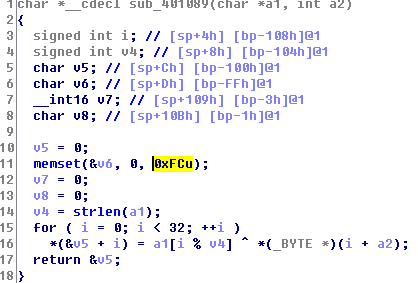 1 char *__cdecl sub_401089(char *a1, int a2)
2 {
3 signed int i; // [sp+4h] [bp-108h]@1
4 signed int v4; // [sp+8h] [bp-104h]@1
5 char v5; // [sp+Ch] [bp-100h]@1
6 char v6; // [sp+Dh] [bp-FFh]@1
7 __int16 v7; // [sp+109h] [bp-3h]@1
8 char v8; // [sp+10Bh] [bp-1h]@1
9
10 v5 = 0;
11 memset(&v6, 0, 0xFCu);
12 v7 = 0;
13 v8 = 0;
14 v4 = strlen(a1);
15 for ( i = 0; i < 32; ++i )
16 *(&v5 + i) = a1[i % v4] ^ *(_BYTE *)(i + a2);
17 return &v5;
18 }